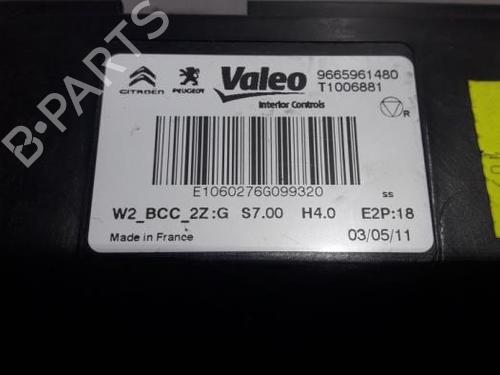 CITROËN PEUGEOT Valeo 9665961480
T1006881
Interior Controls
R
E1060276G099320 ss
W2_BCC_2Z:G S7.00 H4.0 E2P:18
Made in France 03/05/11
B-PARTS